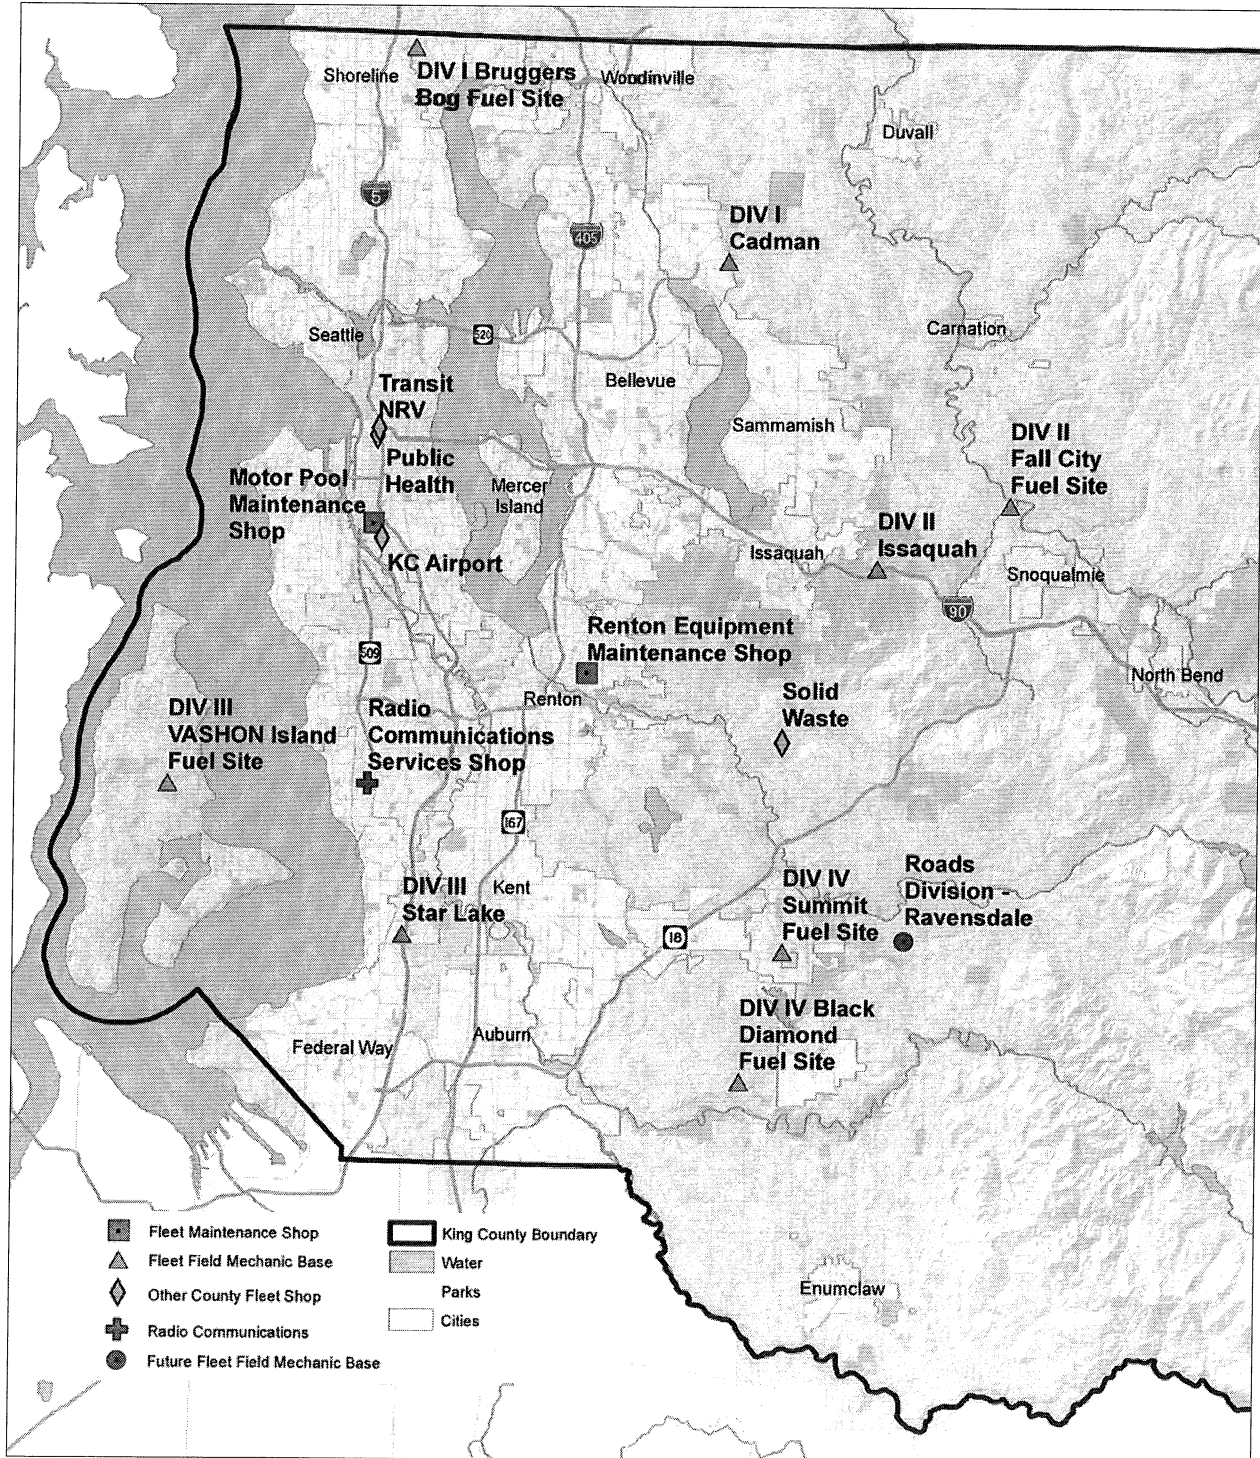 Shoreline
DIV I Bruggers
Bog Fuel Site
Woodinville
Duvall
5
405
DIV I
Cadman
Seattle
520
Carnation
Bellevue
Transit
NRV
Sammamish
DIV II
Fall City
Fuel Site
Public
Health
Motor Pool
Maintenance
Shop
Mercer
Island
DIV II
Issaquah
Issaquah
KC Airport
Snoqualmie
90
Renton Equipment
Maintenance Shop
509
North Bend
Renton
Solid
Waste
DIV III
VASHON Island
Fuel Site
Radio
Communications
Services Shop
167
DIV III
Star Lake
Kent
DIV IV
Summit
Fuel Site
Roads
Division -
Ravensdale
18
DIV IV Black
Diamond
Fuel Site
Auburn
Federal Way
Enumclaw
Fleet Maintenance Shop
Fleet Field Mechanic Base
Other County Fleet Shop
Radio Communications
Future Fleet Field Mechanic Base
King County Boundary
Water
Parks
Cities